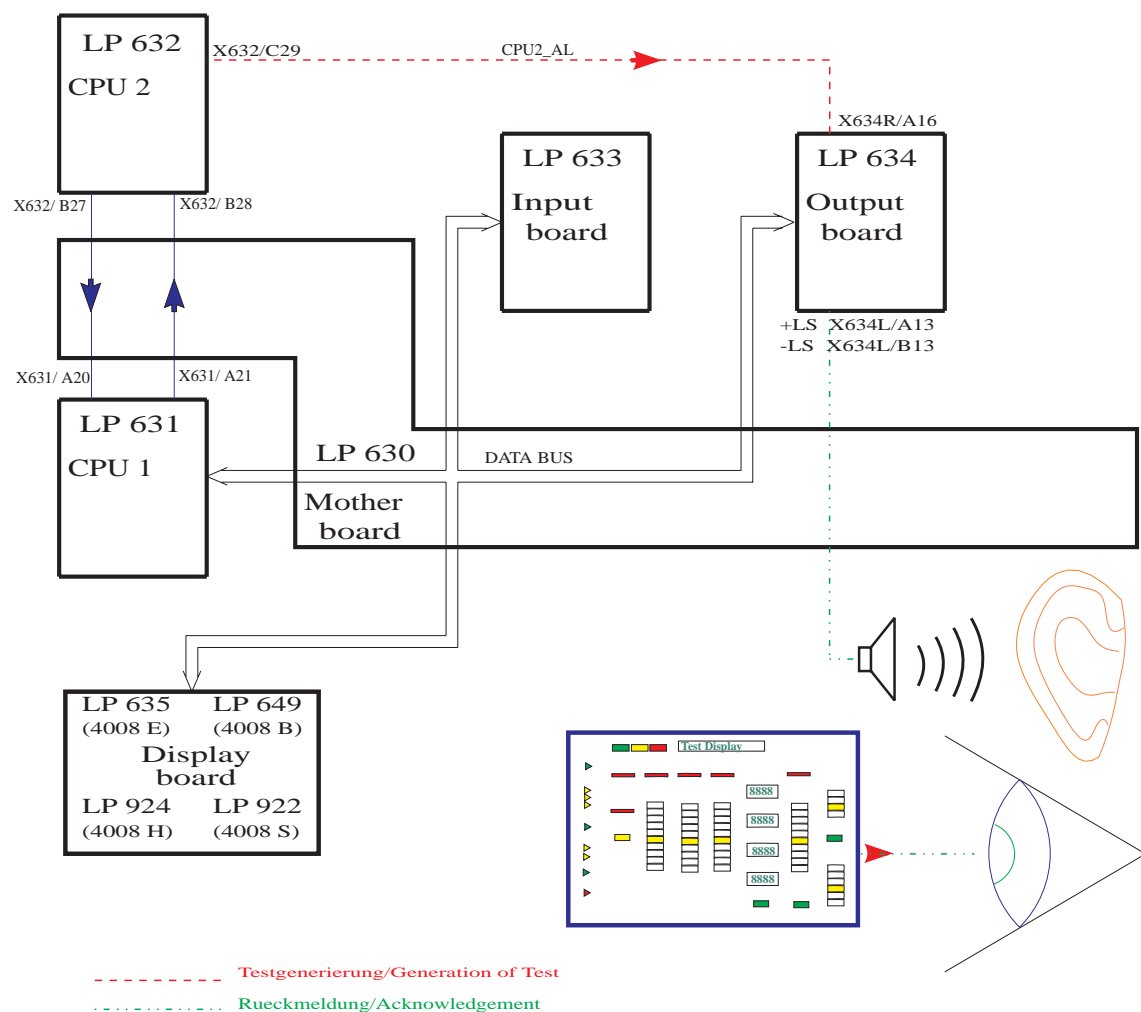 LP 632
CPU 2
X632/C29
CPU2_AL
X634R/A16
LP 633
Input
board
LP 634
Output
board
X632/ B27
X632/ B28
+LS X634L/A13
-LS X634L/B13
X631/ A20
X631/ A21
LP 631
CPU 1
LP 630
DATA BUS
Mother
board
LP 635
LP 649
(4008 E)
(4008 B)
Display
board
LP 924
LP 922
(4008 H)
(4008 S)
Test Display
8888
8888
8888
8888
Testgenerierung/Generation of Test
Rueckmeldung/Acknowledgement